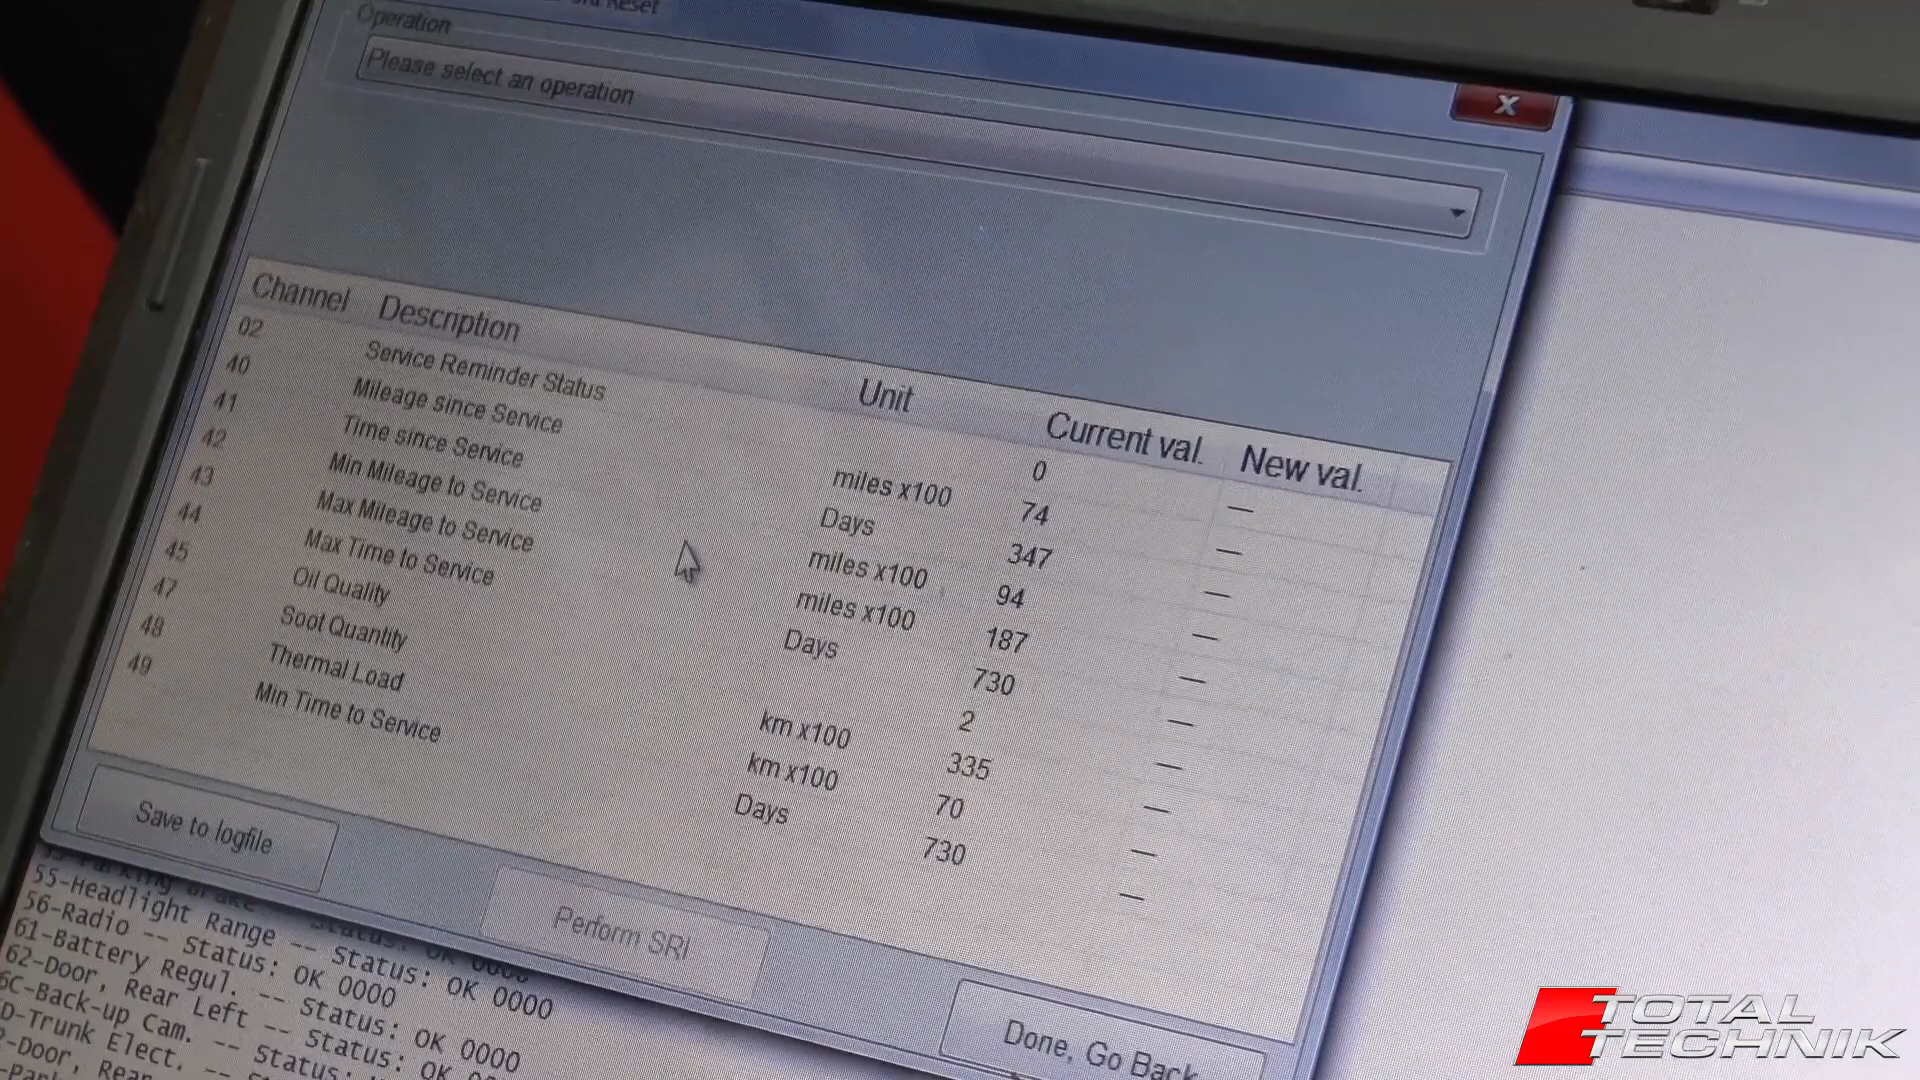 SRI Reset
Operation
Please select an operation
Channel Description Unit Current val. New val.
02 Service Reminder Status 0 —
40 Mileage since Service miles x100 74 —
41 Time since Service Days 347 —
42 Min Mileage to Service miles x100 94 —
43 Max Mileage to Service miles x100 187 —
44 Max Time to Service Days 730 —
45 Oil Quality 2 —
47 Soot Quantity km x100 335 —
48 Thermal Load km x100 70 —
49 Min Time to Service Days 730 —
Save to logfile
Perform SRI
Done, Go Back
55-Headlight Range -- Status: OK 0000
56-Radio -- Status: OK 0000
61-Battery Regul. -- Status: OK 0000
62-Door, Rear Left -- Status: OK
6C-Back-up Cam. -- Status:
D-Trunk Elect. --
-Door, Rear
TOTAL
TECHNIK